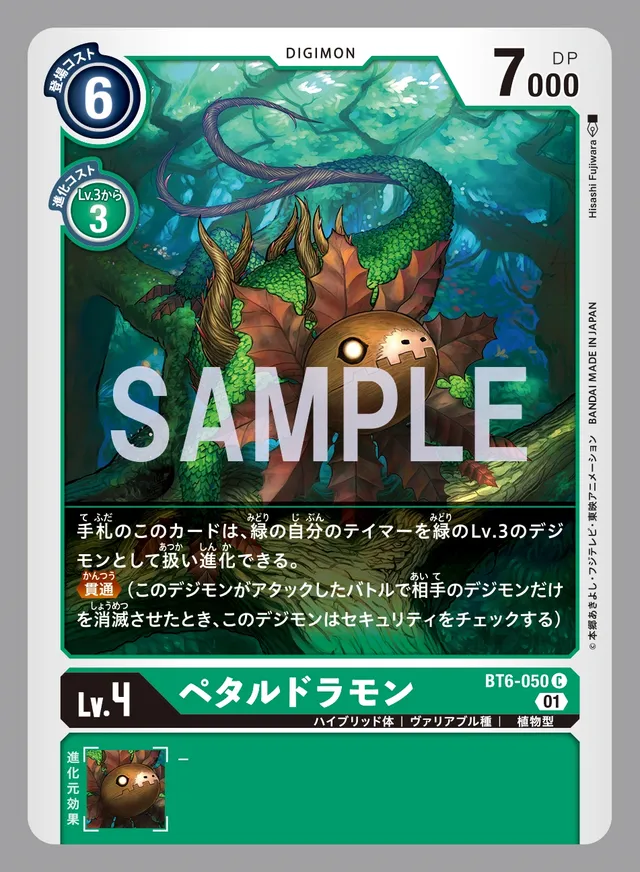 DIGIMON
登場コスト
6
7000
DP
進化コスト
Lv.3から
3
Hisashi Fujiwara
SAMPLE
手札のこのカードは、緑の自分のテイマーを緑のLv.3のデジ
モンとして扱い進化できる。
貫通 (このデジモンがアタックしたバトルで相手のデジモンだけ
を消滅させたとき、このデジモンはセキュリティをチェックする)
© 本郷あきよし・フジテレビ・東映アニメーション BANDAI MADE IN JAPAN
Lv.4
ペタルドラモン
BT6-050 C
01
ハイブリッド体 | ヴァリアブル種 | 植物型
進化元効果
−